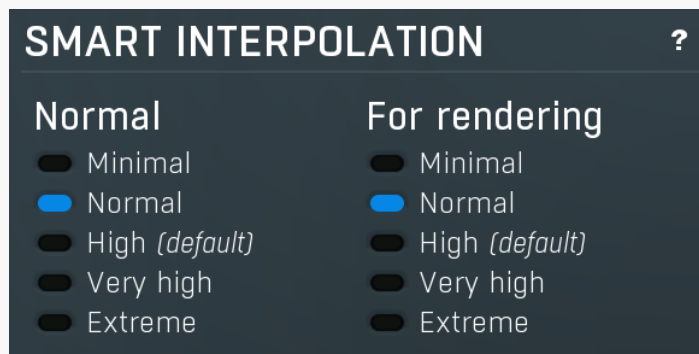 SMART INTERPOLATION ?
Normal
Minimal
Normal
High (default)
Very high
Extreme
For rendering
Minimal
Normal
High (default)
Very high
Extreme